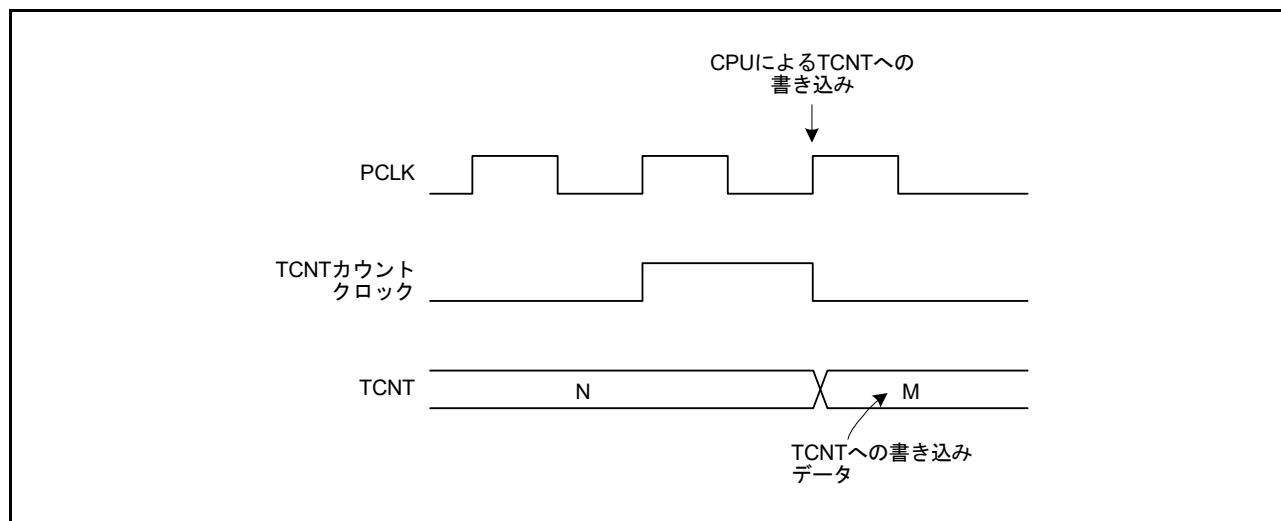 CPUによるTCNTへの
書き込み
PCLK
TCNTカウント
クロック
TCNT
N
M
TCNTへの書き込み
データ